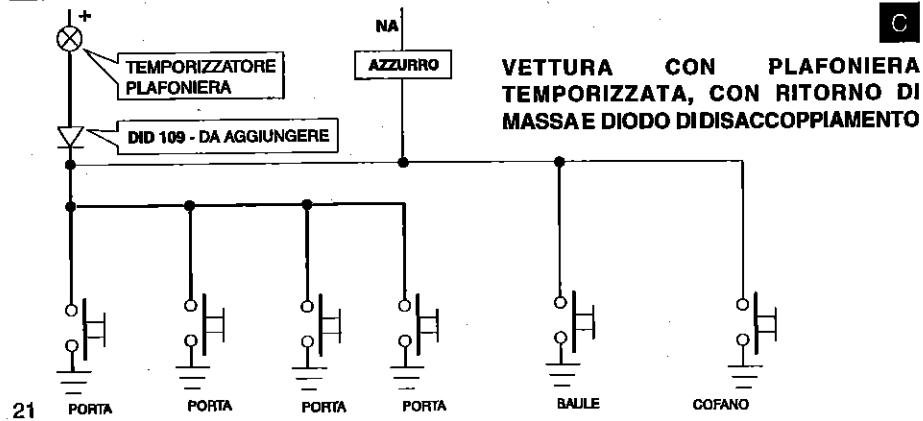 +
NA
C
TEMPORIZZATORE
PLAFONIERA
AZZURRO
VETTURA CON PLAFONIERA
TEMPORIZZATA, CON RITORNO DI
MASSA E DIODO DI DISACCOPPIAMENTO
DID 109 - DA AGGIUNGERE
21 PORTA PORTA PORTA PORTA BAULE COFANO